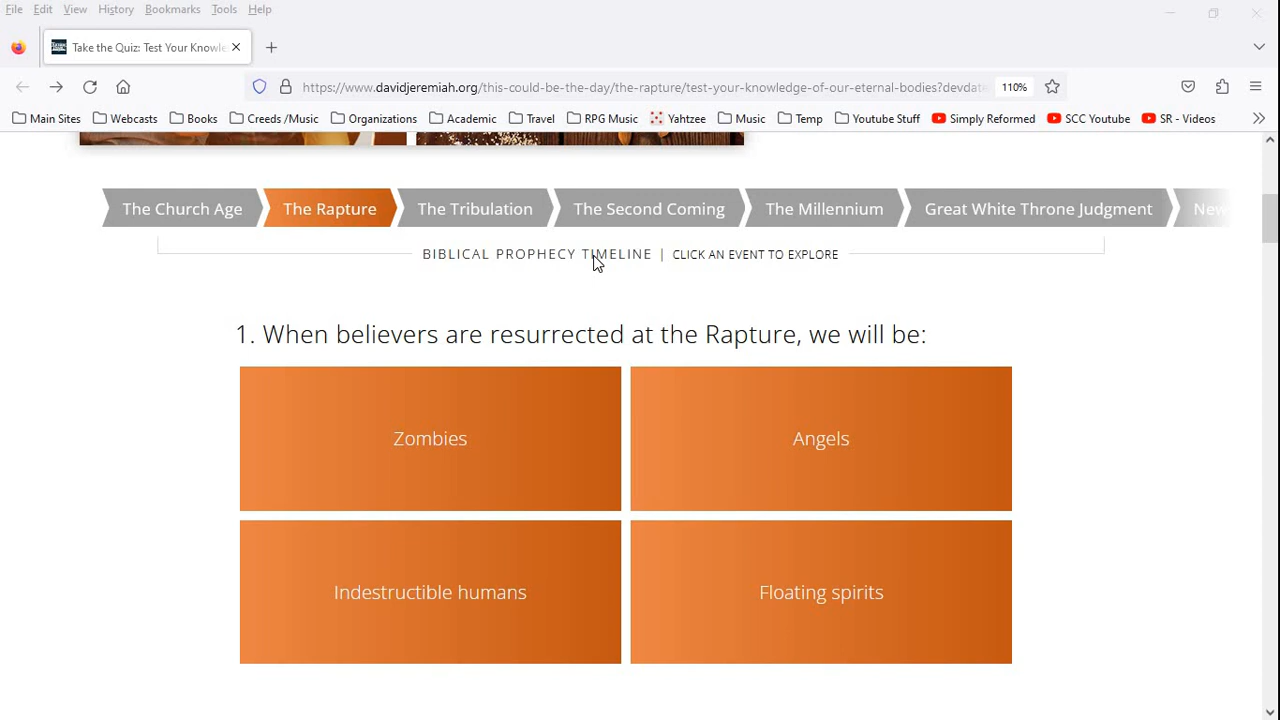 File Edit View History Bookmarks Tools Help
Take the Quiz: Test Your Knowle
https://www.davidjeremiah.org/this-could-be-the-day/the-rapture/test-your-knowledge-of-our-eternal-bodies?devdate 110%
Main Sites Webcasts Books Creeds /Music Organizations Academic Travel RPG Music Yahtzee Music Temp Youtube Stuff Simply Reformed SCC Youtube SR - Videos
The Church Age The Rapture The Tribulation The Second Coming The Millennium Great White Throne Judgment New
BIBLICAL PROPHECY TIMELINE | CLICK AN EVENT TO EXPLORE
1. When believers are resurrected at the Rapture, we will be:
Zombies Angels
Indestructible humans Floating spirits